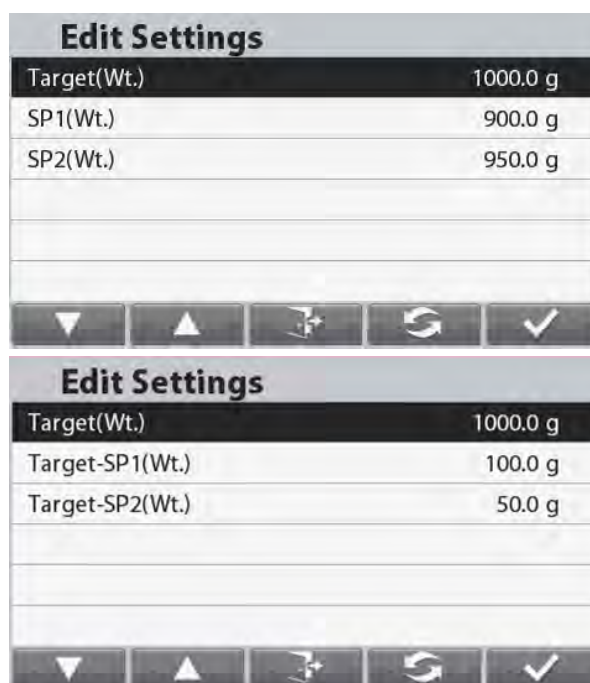 Edit Settings
Target(Wt.) 1000.0 g
SP1(Wt.) 900.0 g
SP2(Wt.) 950.0 g
Edit Settings
Target(Wt.) 1000.0 g
Target-SP1(Wt.) 100.0 g
Target-SP2(Wt.) 50.0 g